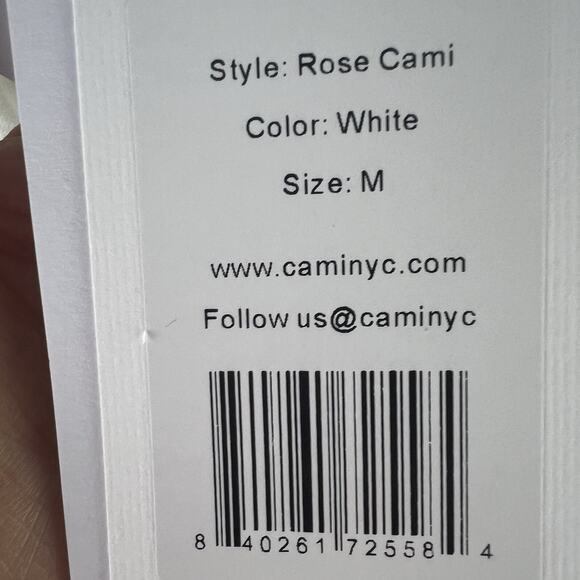 Style: Rose Cami
Color: White
Size: M
www.caminyc.com
Follow us@caminyc
8 40261 72558 4